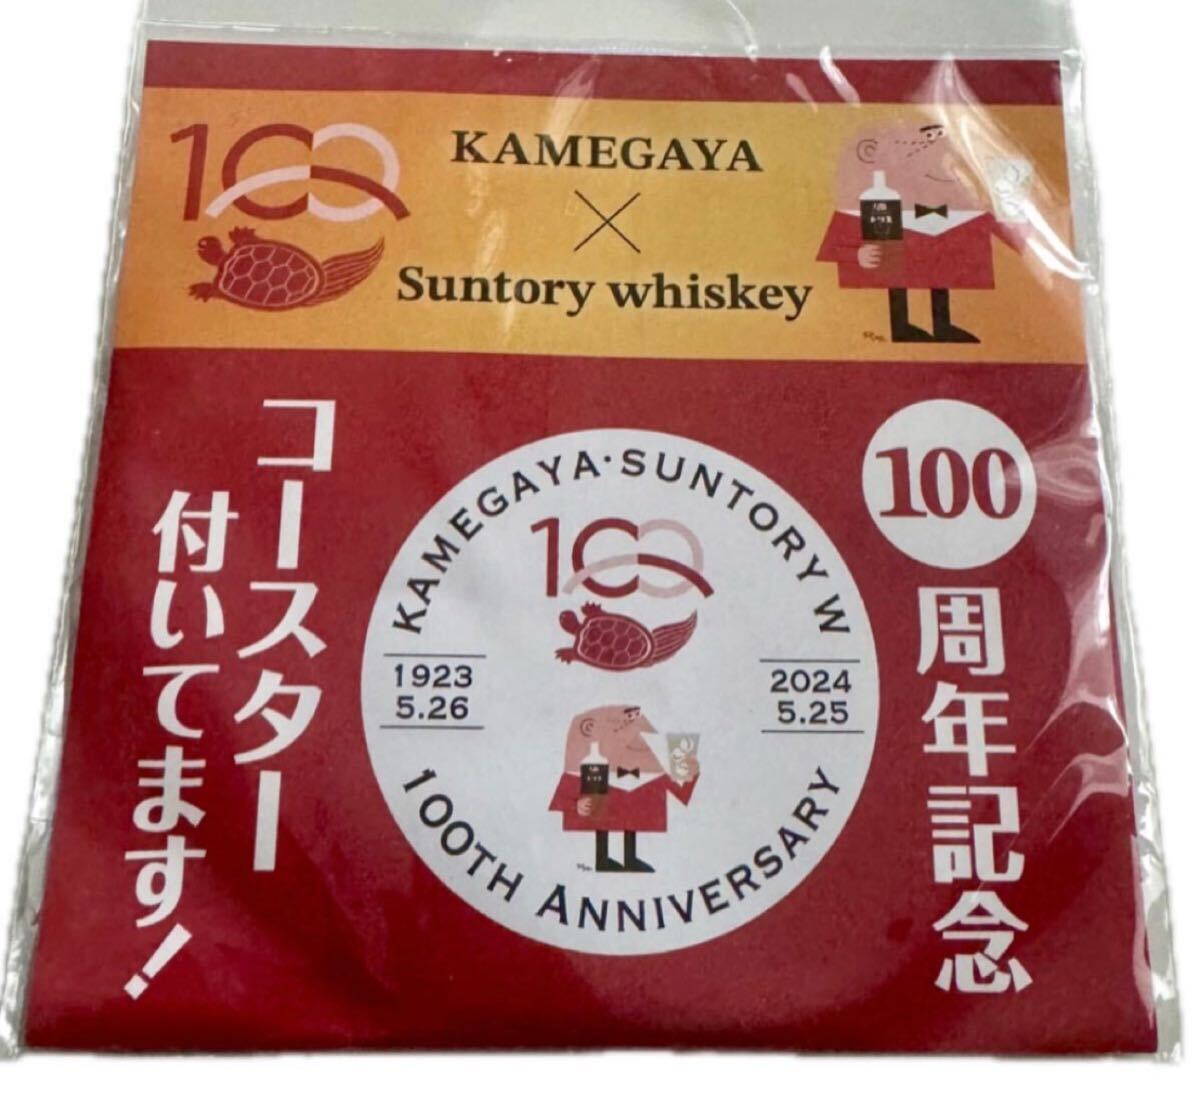 100
KAMEGAYA
×
Suntory whiskey
100
周年記念
コースター
付いてます!
KAMEGAYA·SUNTORY W
100
1923
5.26
2024
5.25
100TH ANNIVERSARY